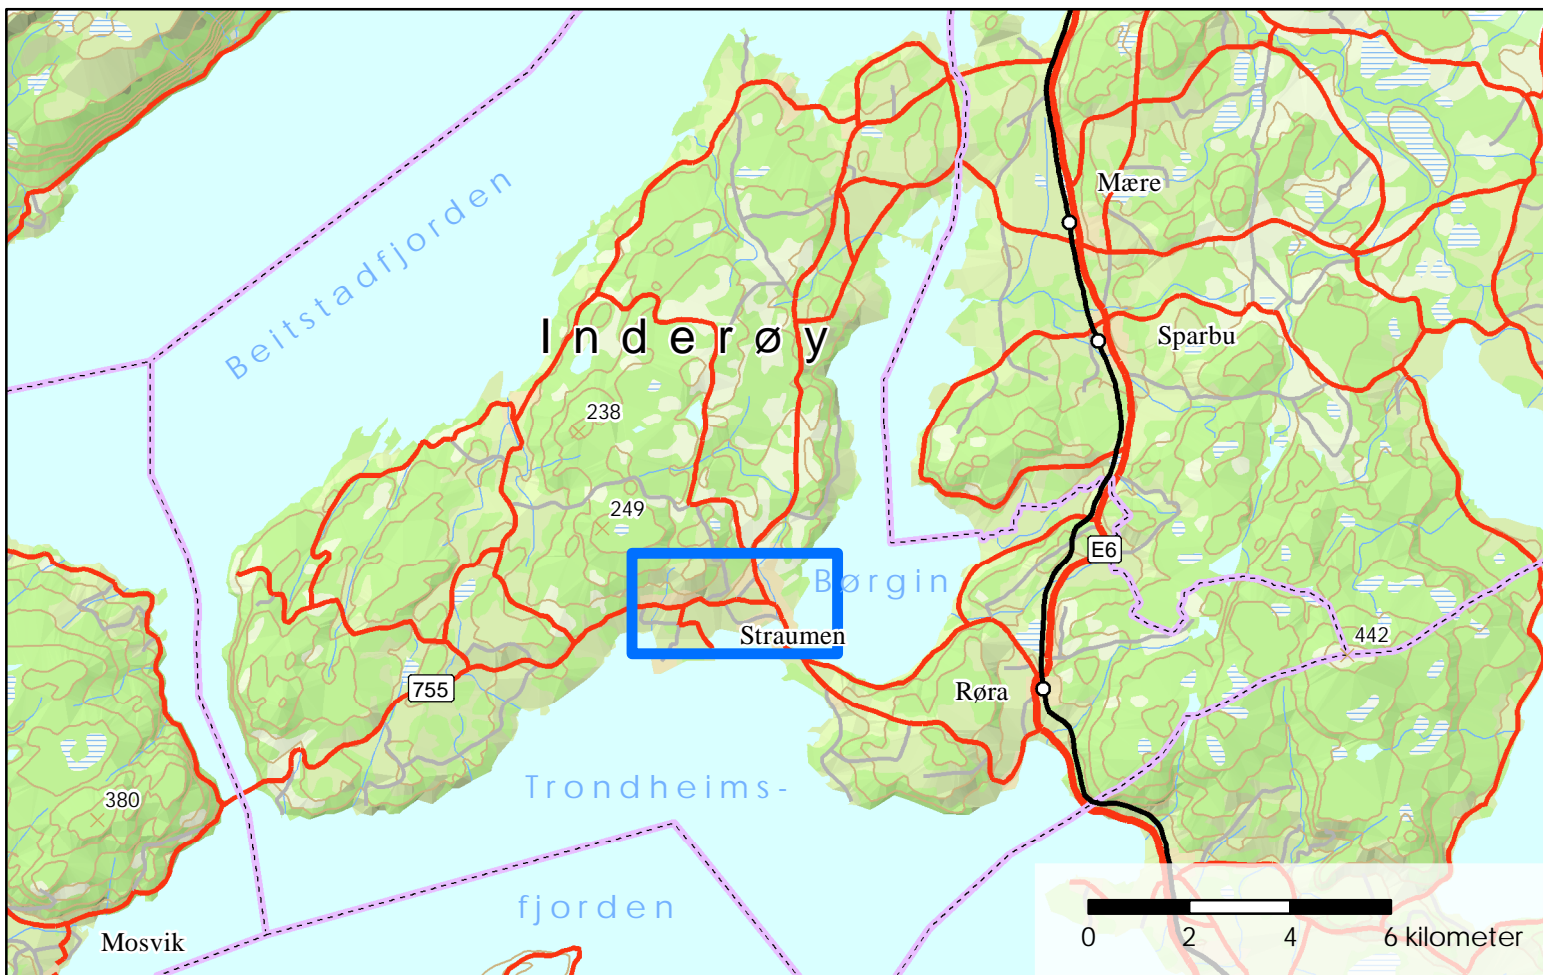 Mære
Beitstadfjorden
Inderøy
Sparbu
238
249
E6
Børgin
Straumen
442
755
Røra
Trondheims-
380
fjorden
Mosvik
0 2 4 6 kilometer